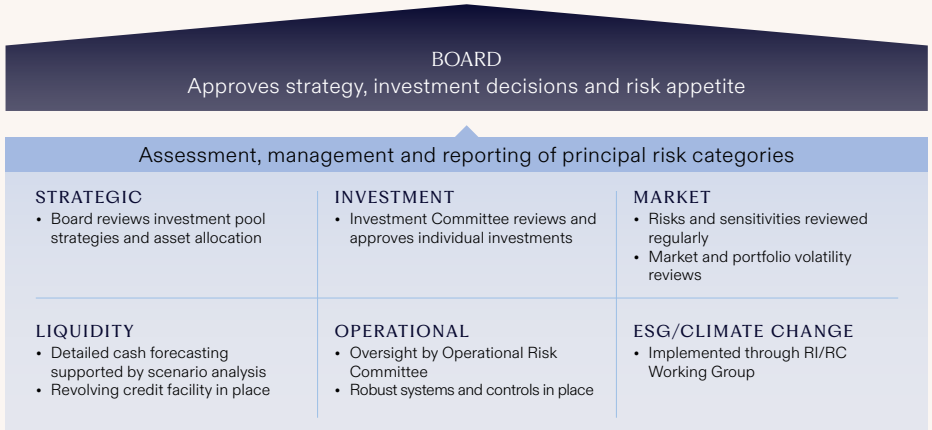 BOARD
Approves strategy, investment decisions and risk appetite
Assessment, management and reporting of principal risk categories
STRATEGIC
• Board reviews investment pool
strategies and asset allocation
INVESTMENT
• Investment Committee reviews and
approves individual investments
MARKET
• Risks and sensitivities reviewed
regularly
• Market and portfolio volatility
reviews
LIQUIDITY
• Detailed cash forecasting
supported by scenario analysis
• Revolving credit facility in place
OPERATIONAL
• Oversight by Operational Risk
Committee
• Robust systems and controls in place
ESG/CLIMATE CHANGE
• Implemented through RI/RC
Working Group